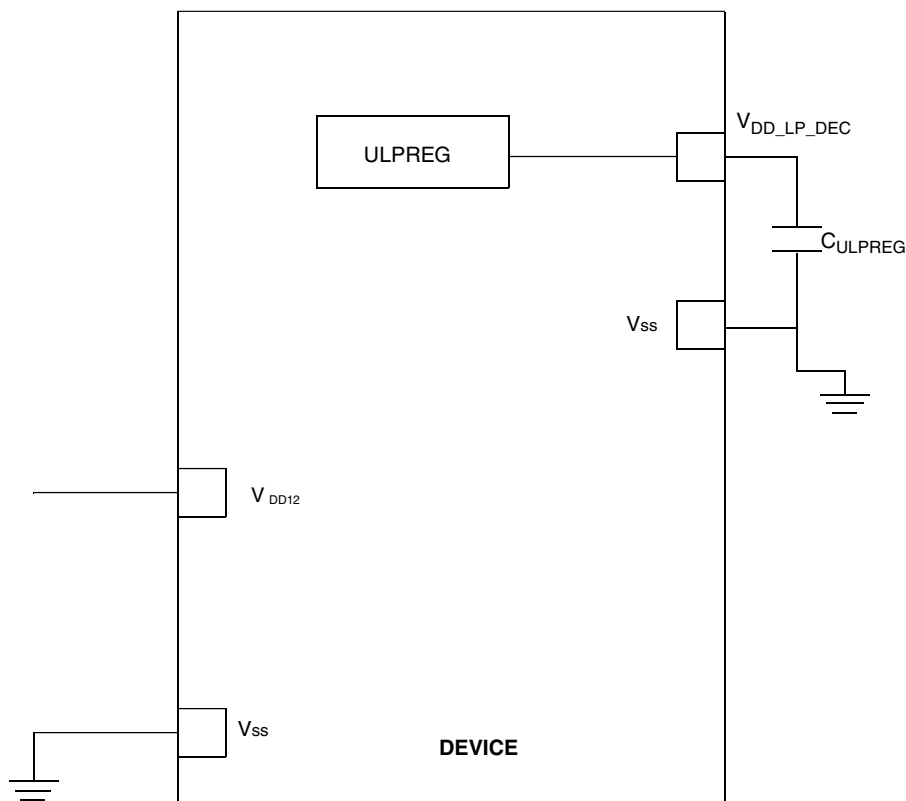 VDD_LP_DEC
ULPREG
CULPREG
Vss
V DD12
Vss
DEVICE